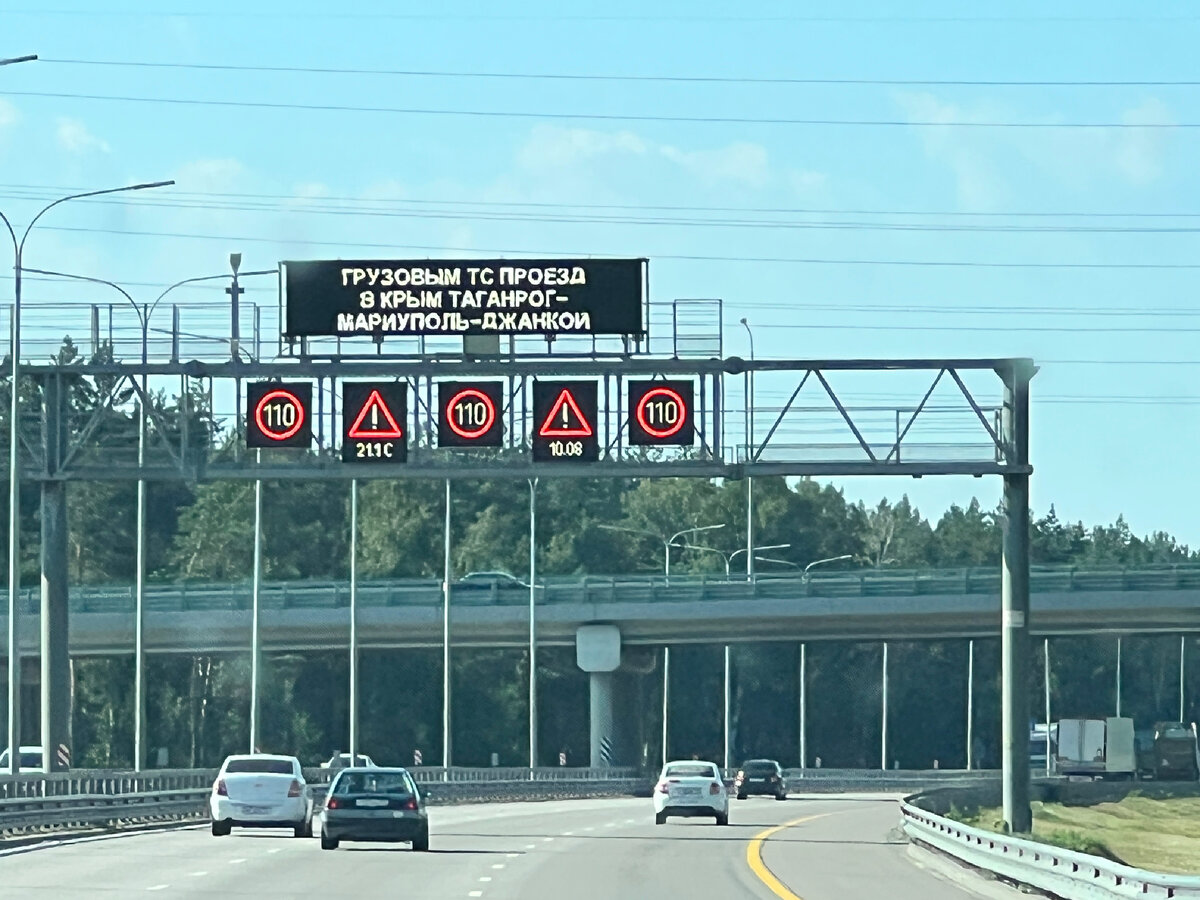 ГРУЗОВЫМ ТС ПРОЕЗД
В КРЫМ ТАГАНРОГ-
МАРИУПОЛЬ-ДЖАНКОЙ
110
!
110
!
110
21.1C
10.08